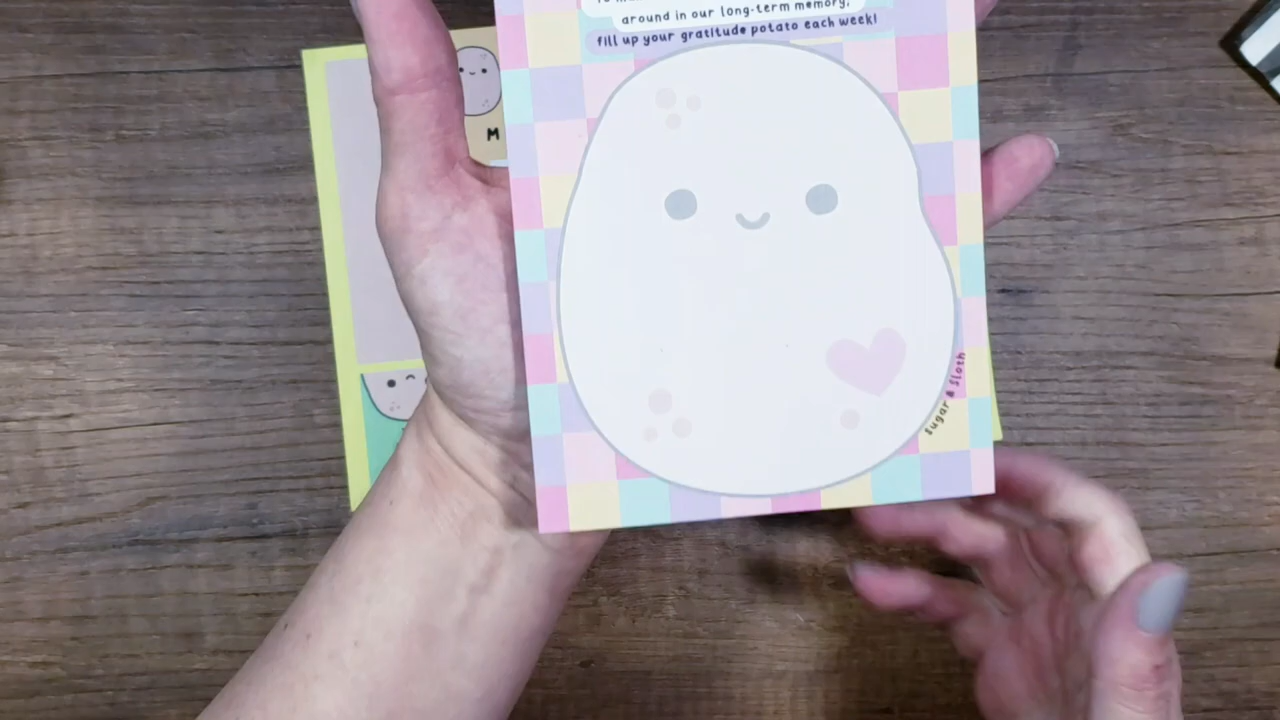 around in our long-term memory,
fill up your gratitude potato each week!
M
sugar & sloth